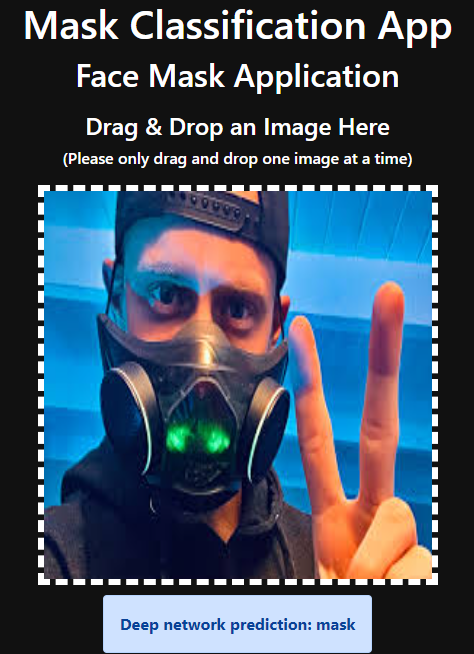 Mask Classification App
Face Mask Application
Drag & Drop an Image Here
(Please only drag and drop one image at a time)
Deep network prediction: mask